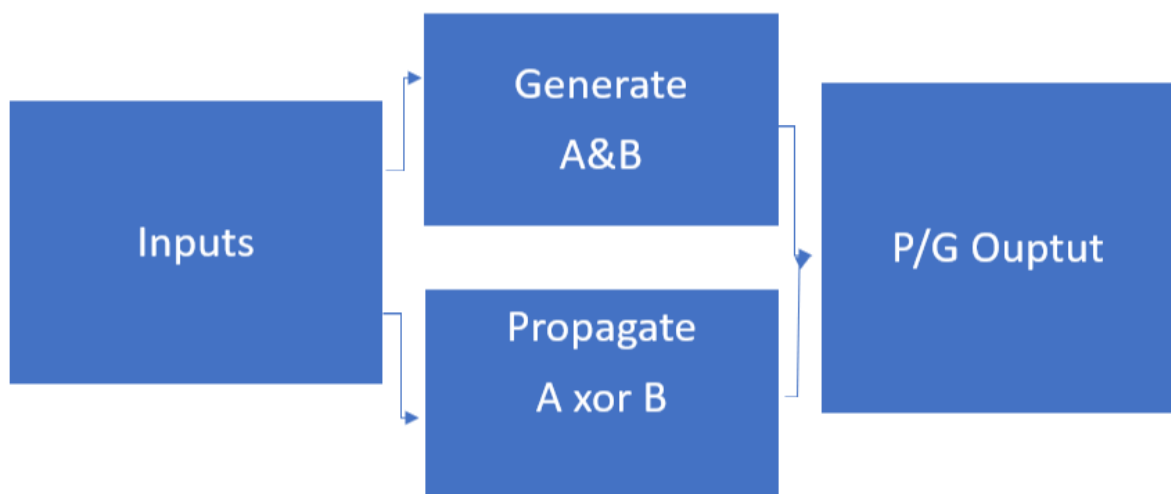 Inputs
Generate
A&B
Propagate
A xor B
P/G Ouptut